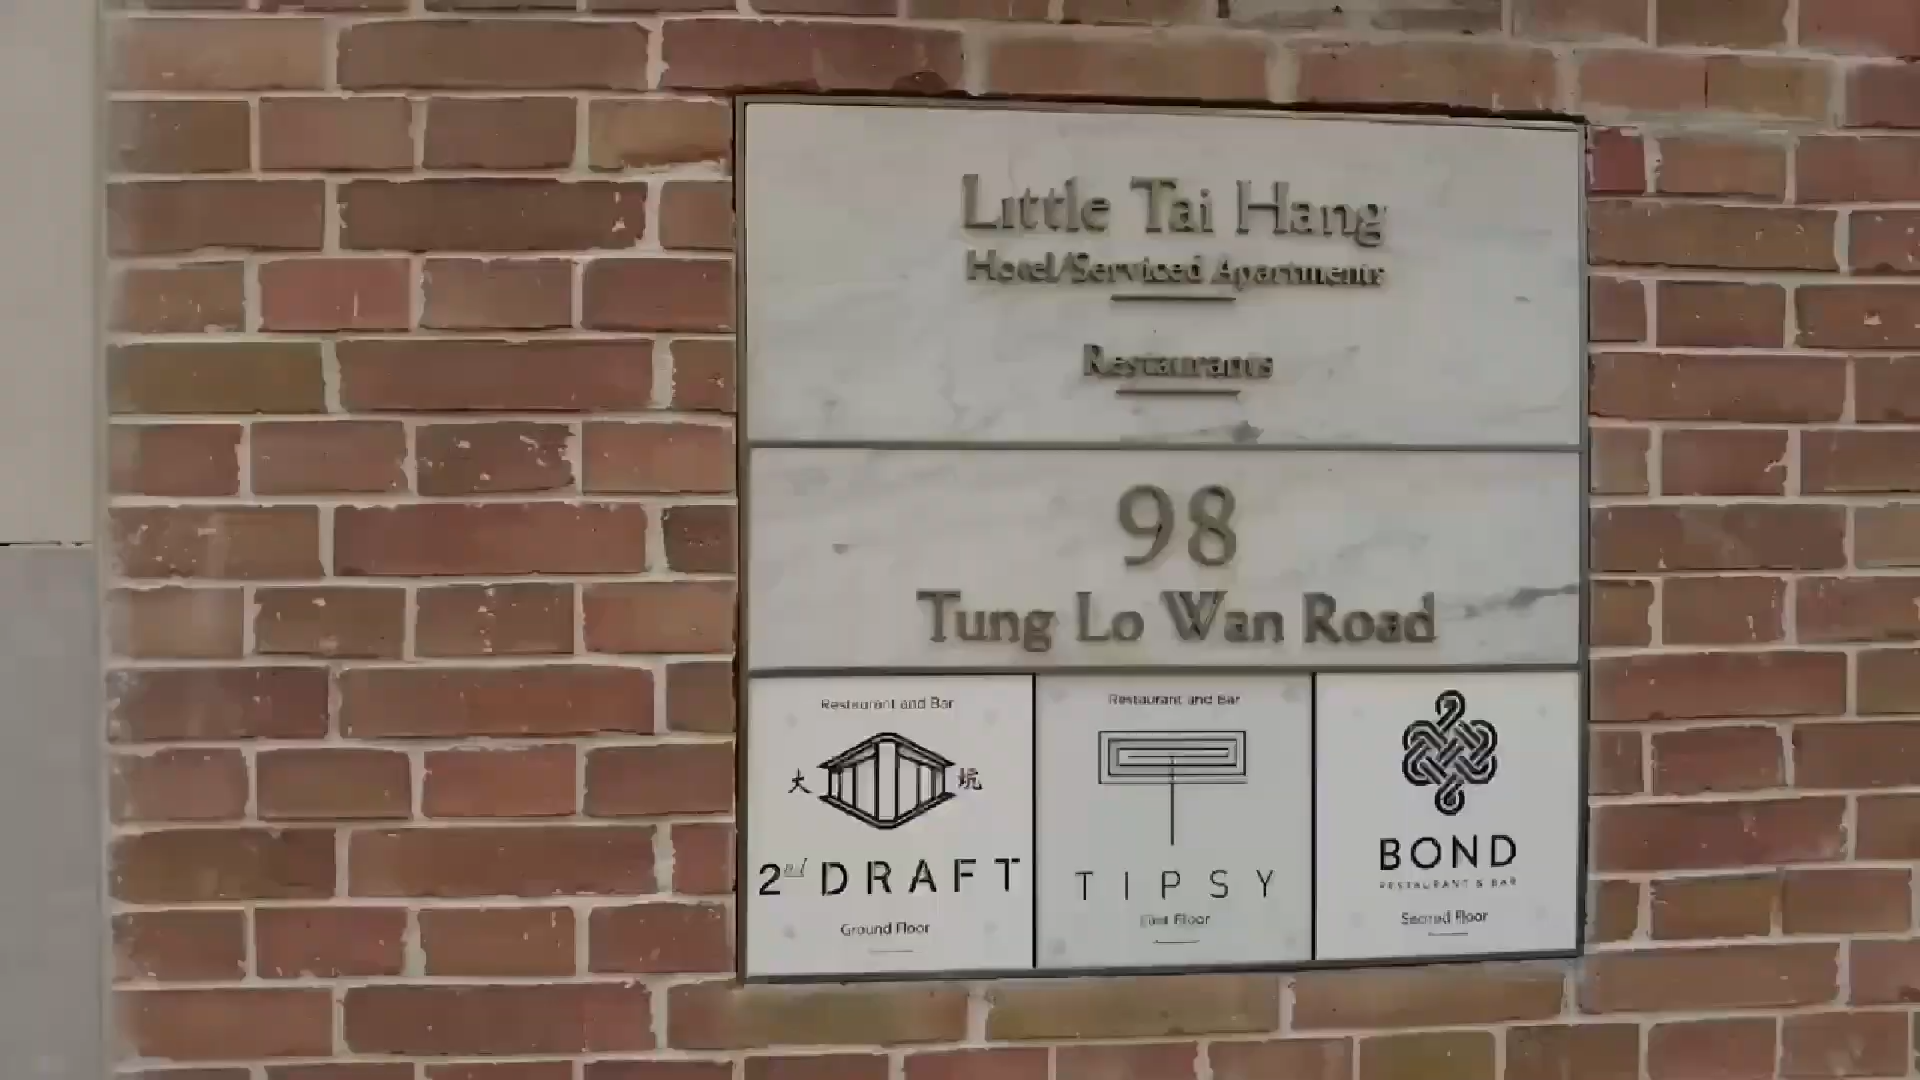 Little Tai Hang
Hotel/Serviced Apartments
Restaurants
98
Tung Lo Wan Road
Restaurant and Bar
大 坑
2nd DRAFT
Ground Floor
Restaurant and Bar
TIPSY
First Floor
BOND
RESTAURANT & BAR
Second Floor